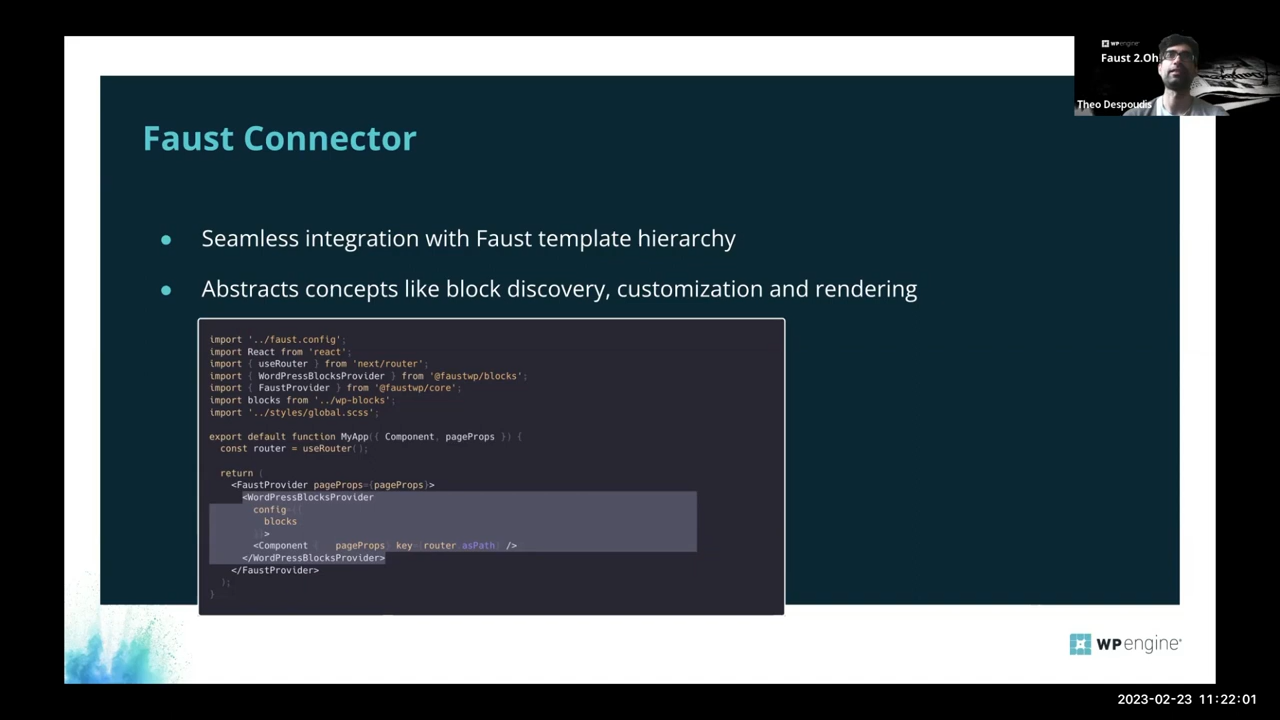 WPengine®
Faust 2.0h
Theo Despoudis
Faust Connector
● Seamless integration with Faust template hierarchy
● Abstracts concepts like block discovery, customization and rendering
import '../faust.config';
import React from 'react';
import { useRouter } from 'next/router';
import { WordPressBlocksProvider } from '@faustwp/blocks';
import { FaustProvider } from '@faustwp/core';
import blocks from '../wp-blocks';
import '../styles/global.scss';
export default function MyApp({ Component, pageProps }) {
const router = useRouter();
return (
<FaustProvider pageProps={pageProps}>
<WordPressBlocksProvider
config={{
blocks
}}>
<Component { pageProps} key={router.asPath} />
</WordPressBlocksProvider>
</FaustProvider>
);
}
WPengine®
2023-02-23 11:22:01